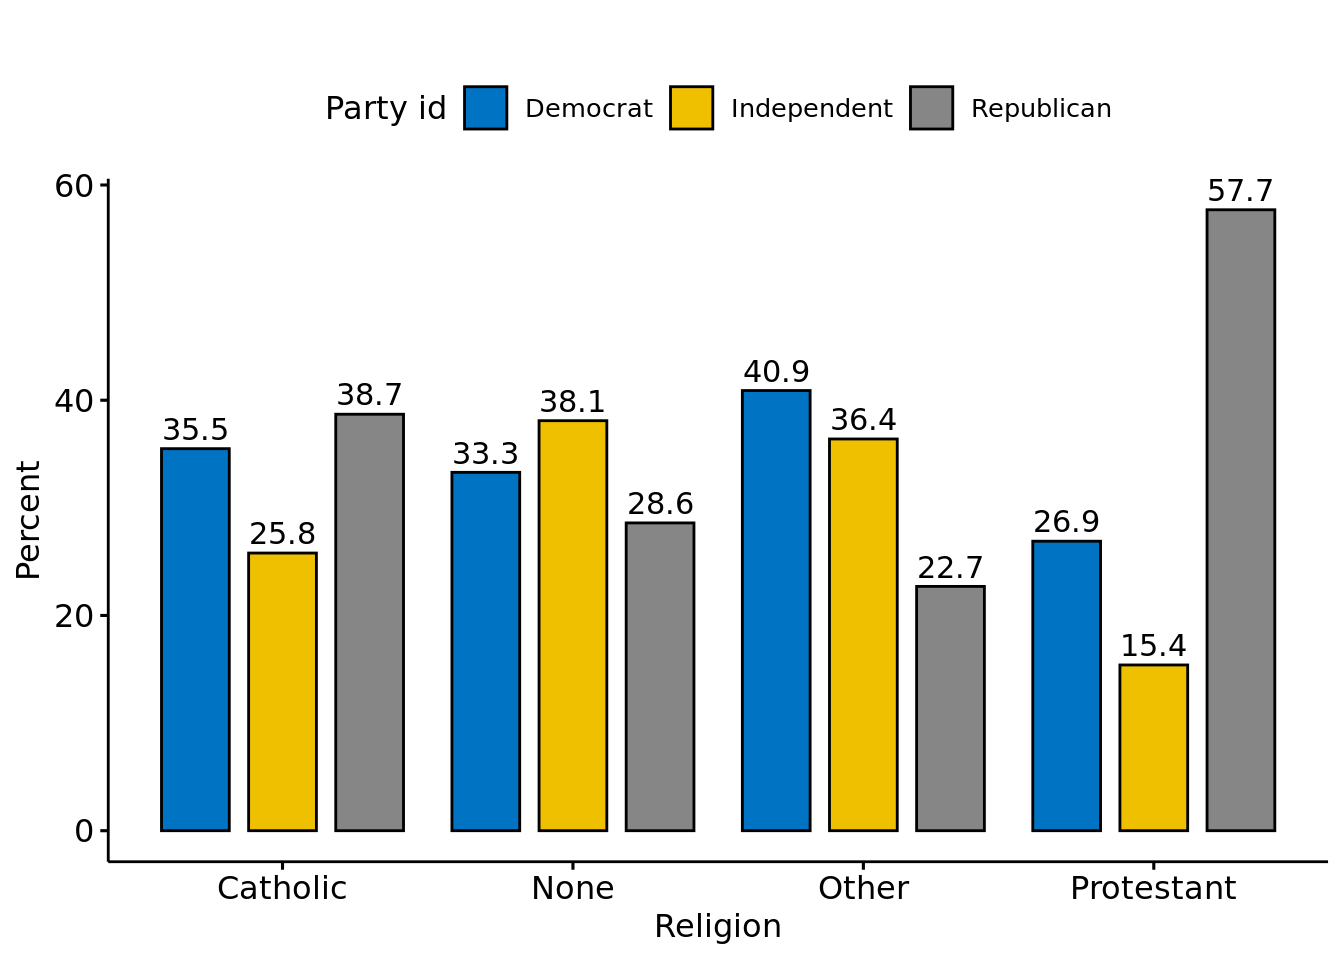 Party id Democrat Independent Republican
60
40
20
0
Percent
35.5 25.8 38.7
33.3 38.1 28.6
40.9 36.4 22.7
26.9 15.4 57.7
Catholic None Other Protestant
Religion